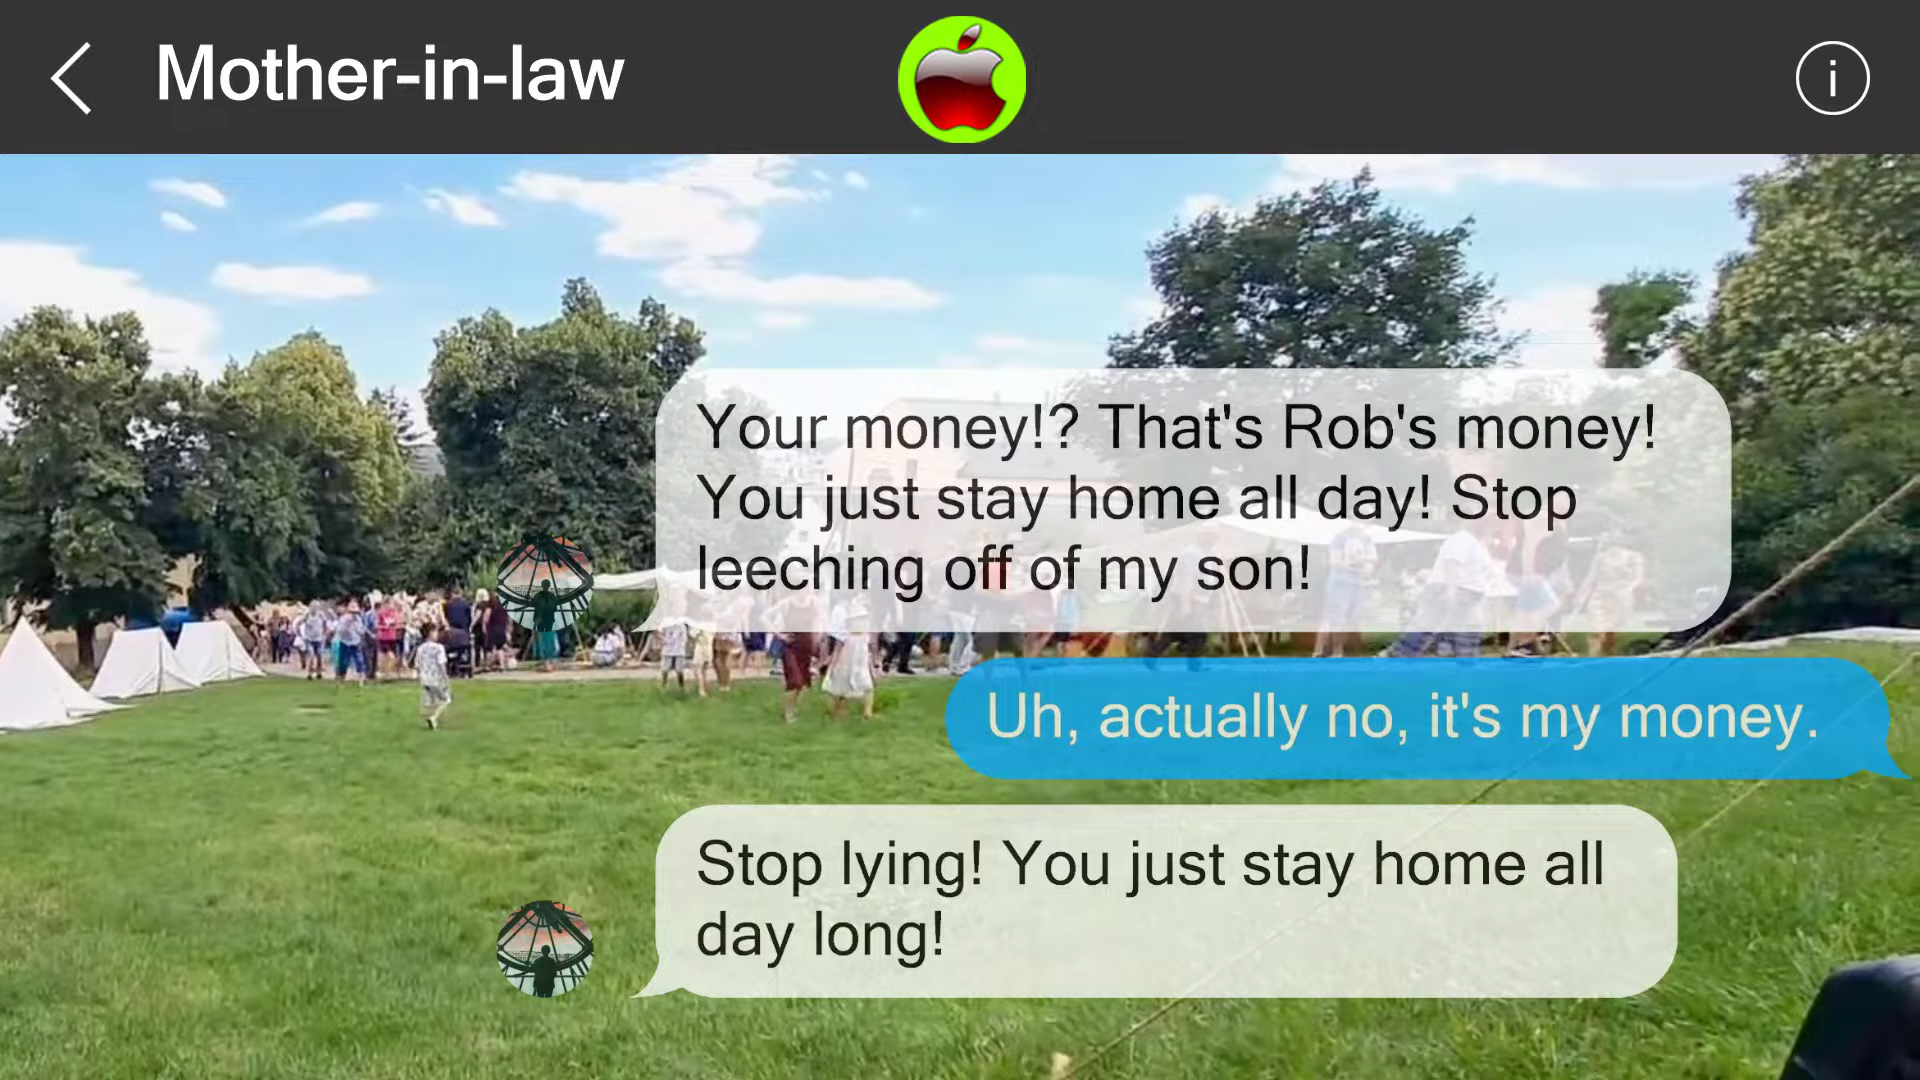 Mother-in-law
Your money!? That's Rob's money!
You just stay home all day! Stop
leeching off of my son!
Uh, actually no, it's my money.
Stop lying! You just stay home all
day long!